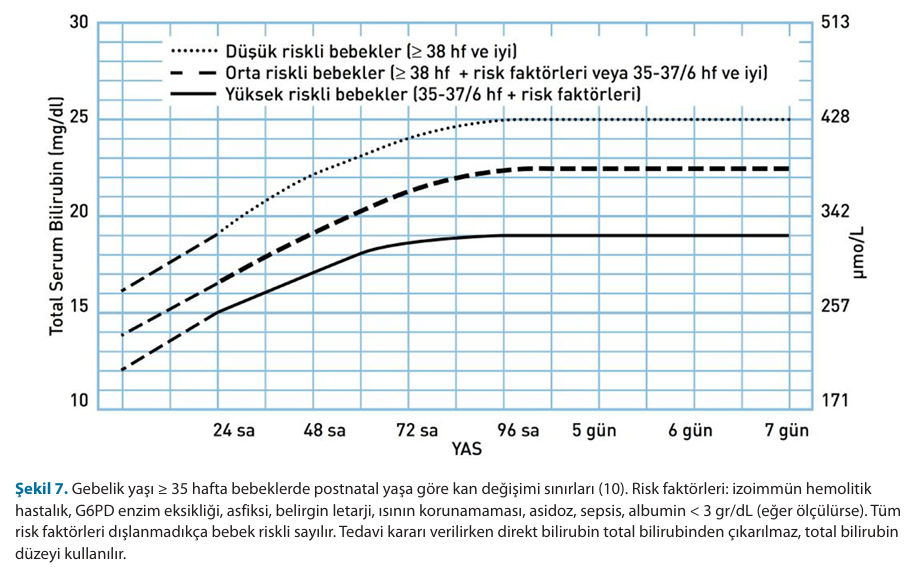 30
513
Düşük riskli bebekler (≥ 38 hf ve iyi)
Orta riskli bebekler (≥ 38 hf + risk faktörleri veya 35-37/6 hf ve iyi)
Yüksek riskli bebekler (35-37/6 hf + risk faktörleri)
25
428
20
342
15
257
10
171
Total Serum Bilirubin (mg/dl)
µmol/L
24 sa 48 sa 72 sa 96 sa 5 gün 6 gün 7 gün
YAS
Şekil 7. Gebelik yaşı ≥ 35 hafta bebeklerde postnatal yaşa göre kan değişimi sınırları (10). Risk faktörleri: izoimmün hemolitik
hastalık, G6PD enzim eksikliği, asfiksi, belirgin letarji, ısının korunamaması, asidoz, sepsis, albumin < 3 gr/dL (eğer ölçülürse). Tüm
risk faktörleri dışlanmadıkça bebek riskli sayılır. Tedavi kararı verilirken direkt bilirubin total bilirubinden çıkarılmaz, total bilirubin
düzeyi kullanılır.